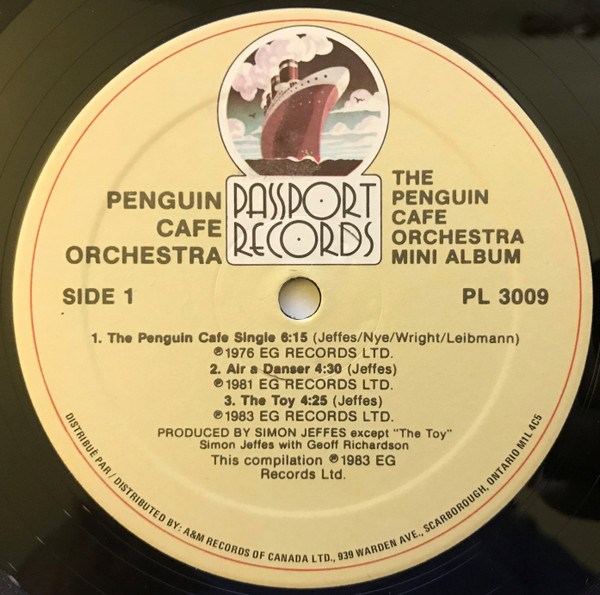 PASSPORT
RECORDS
PENGUIN
CAFE
ORCHESTRA
THE
PENGUIN
CAFE
ORCHESTRA
MINI ALBUM
SIDE 1
PL 3009
1. The Penguin Cafe Single 6:15 (Jeffes/Nye/Wright/Leibmann)
℗1976 EG RECORDS LTD.
2. Air a Danser 4:30 (Jeffes)
℗1981 EG RECORDS LTD.
3. The Toy 4:25 (Jeffes)
℗1983 EG RECORDS LTD.
PRODUCED BY SIMON JEFFES except "The Toy"
Simon Jeffes with Geoff Richardson
This compilation ℗1983 EG
Records Ltd.
DISTRIBUÉ PAR / DISTRIBUTED BY: A&M RECORDS OF CANADA LTD., 939 WARDEN AVE., SCARBOROUGH, ONTARIO M1L 4C5